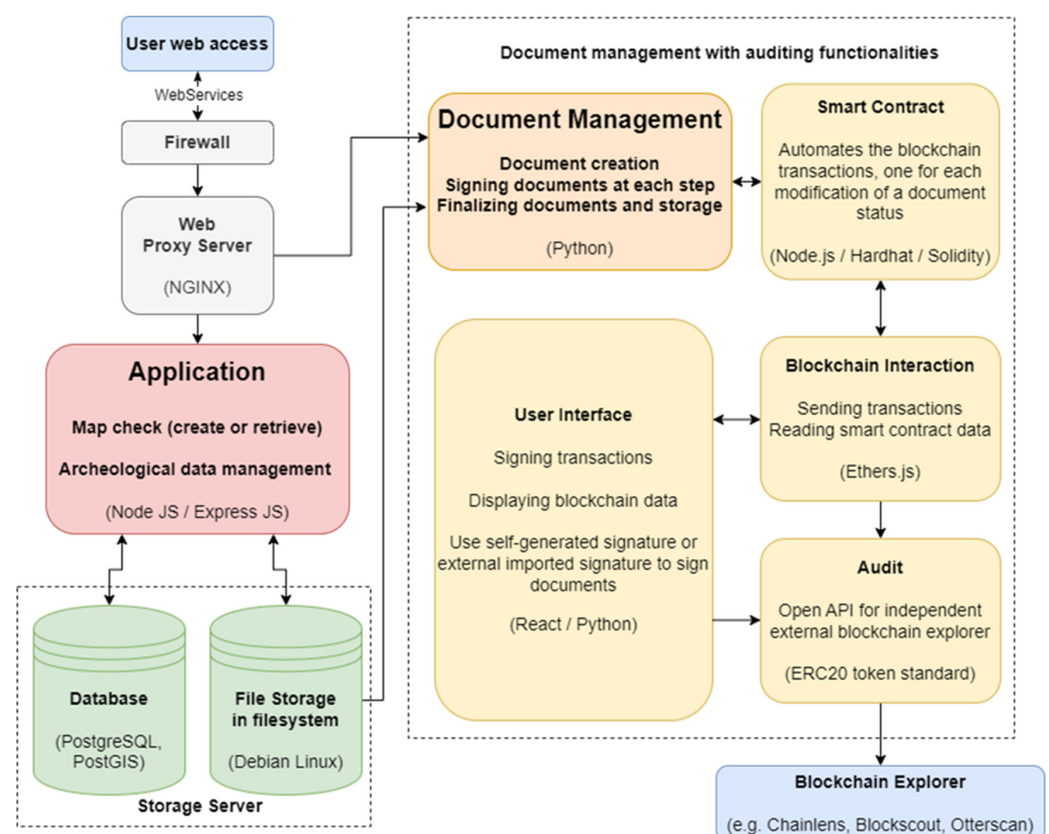 User web access
WebServices
Firewall
Web
Proxy Server
(NGINX)
Application
Map check (create or retrieve)
Archeological data management
(Node JS / Express JS)
Database
(PostgreSQL,
PostGIS)
File Storage
in filesystem
(Debian Linux)
Storage Server
Document management with auditing functionalities
Document Management
Document creation
Signing documents at each step
Finalizing documents and storage
(Python)
Smart Contract
Automates the blockchain
transactions, one for each
modification of a document
status
(Node.js / Hardhat / Solidity)
User Interface
Signing transactions
Displaying blockchain data
Use self-generated signature or
external imported signature to sign
documents
(React / Python)
Blockchain Interaction
Sending transactions
Reading smart contract data
(Ethers.js)
Audit
Open API for independent
external blockchain explorer
(ERC20 token standard)
Blockchain Explorer
(e.g. Chainlens, Blockscout, Otterscan)